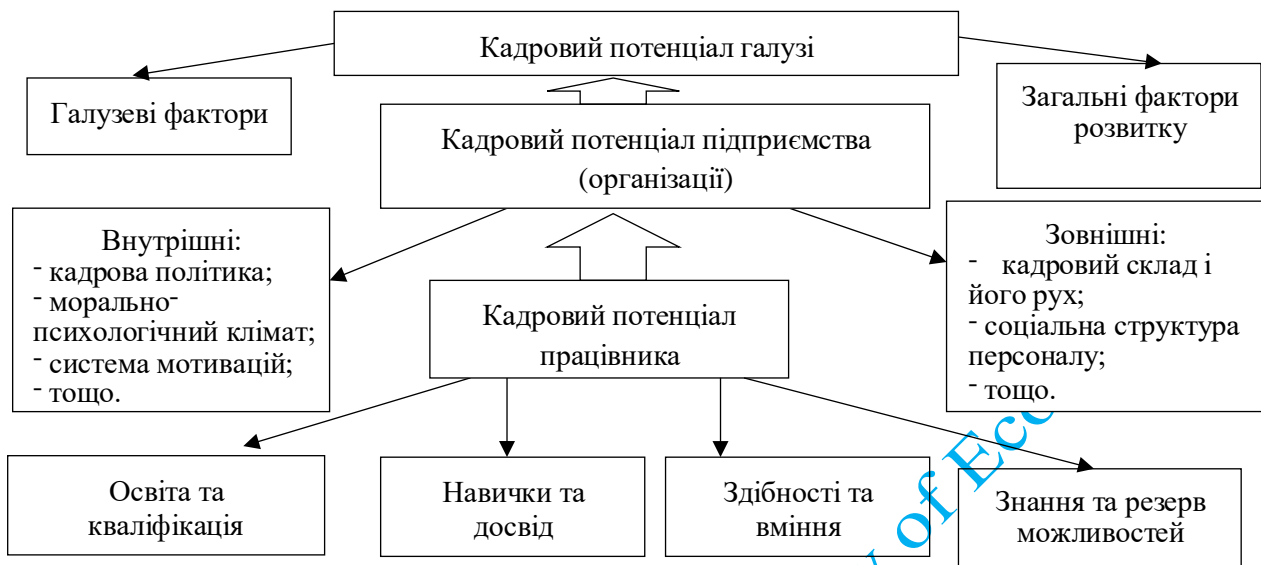 Кадровий потенціал галузі
Галузеві фактори
Загальні фактори
розвитку
Кадровий потенціал підприємства
(організації)
Внутрішні:
- кадрова політика;
- морально-
психологічний клімат;
- система мотивацій;
- тощо.
Зовнішні:
- кадровий склад і
його рух;
- соціальна структура
персоналу;
- тощо.
Кадровий потенціал
працівника
Освіта та
кваліфікація
Навички та
досвід
Здібності та
вміння
Знання та резерв
можливостей
of